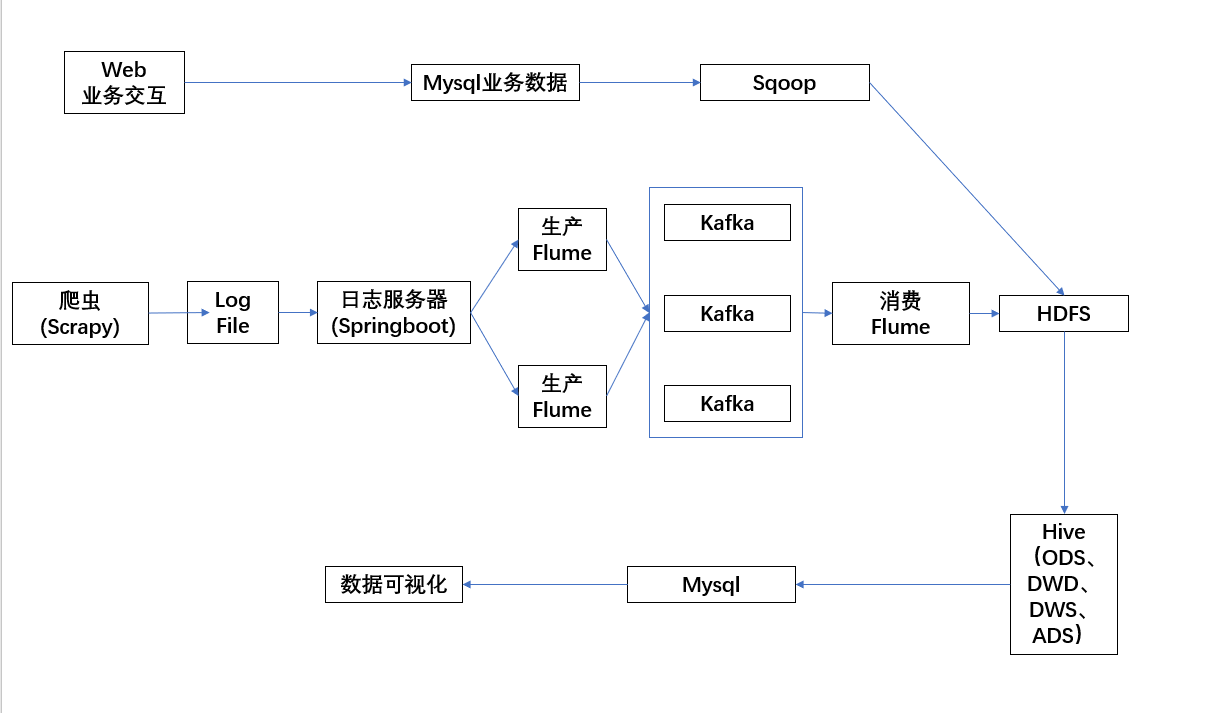 Web
业务交互
Mysql业务数据
Sqoop
生产
Flume
Kafka
爬虫
(Scrapy)
Log
File
日志服务器
(Springboot)
Kafka
消费
Flume
HDFS
生产
Flume
Kafka
数据可视化
Mysql
Hive
（ODS、
DWD、
DWS、
ADS）